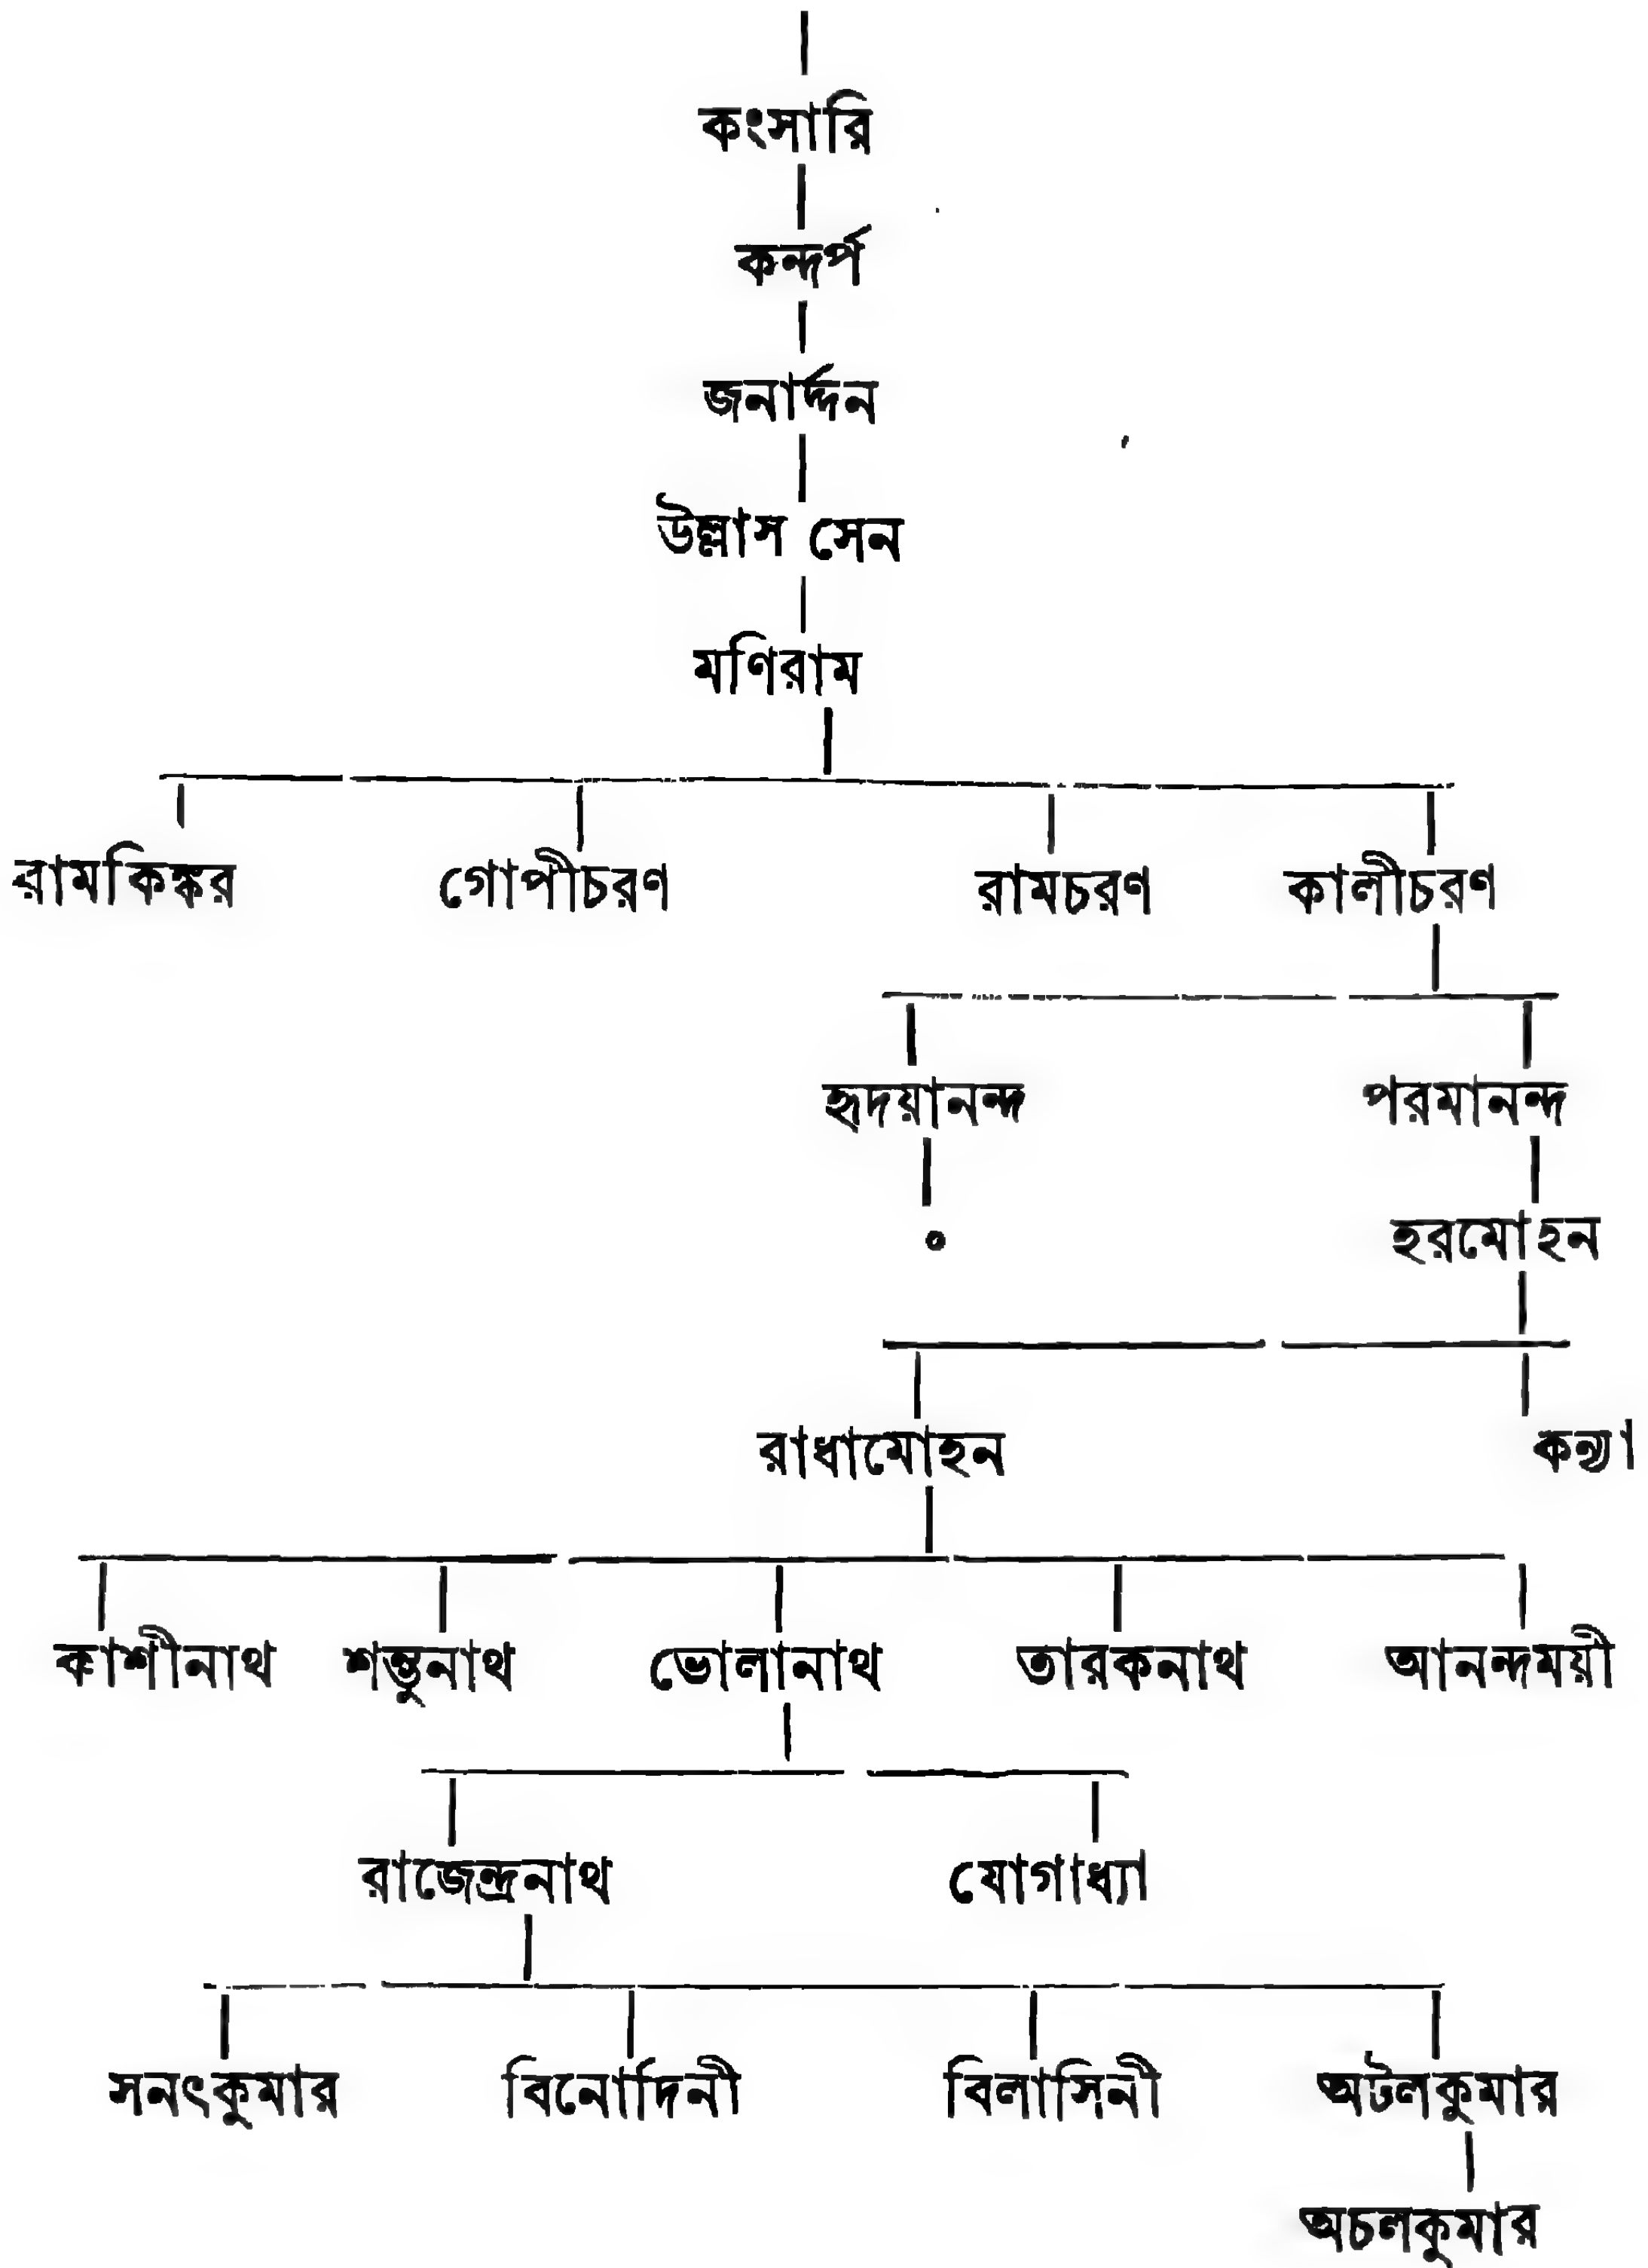 কংসারি
কন্দর্প
জনার্দ্দন
উল্লাস সেন
মণিরাম
রামকিঙ্কর গোপীচরণ রামচরণ কালীচরণ
হৃদয়ানন্দ পরমানন্দ
০ হরমোহন
রাধামোহন কন্যা
কাশীনাথ শম্ভুনাথ ভোলানাথ তারকনাথ আনন্দময়ী
রাজেন্দ্রনাথ যোগাধ্যা
সনৎকুমার বিনোদিনী বিলাসিনী অটলকুমার
অচলকুমার